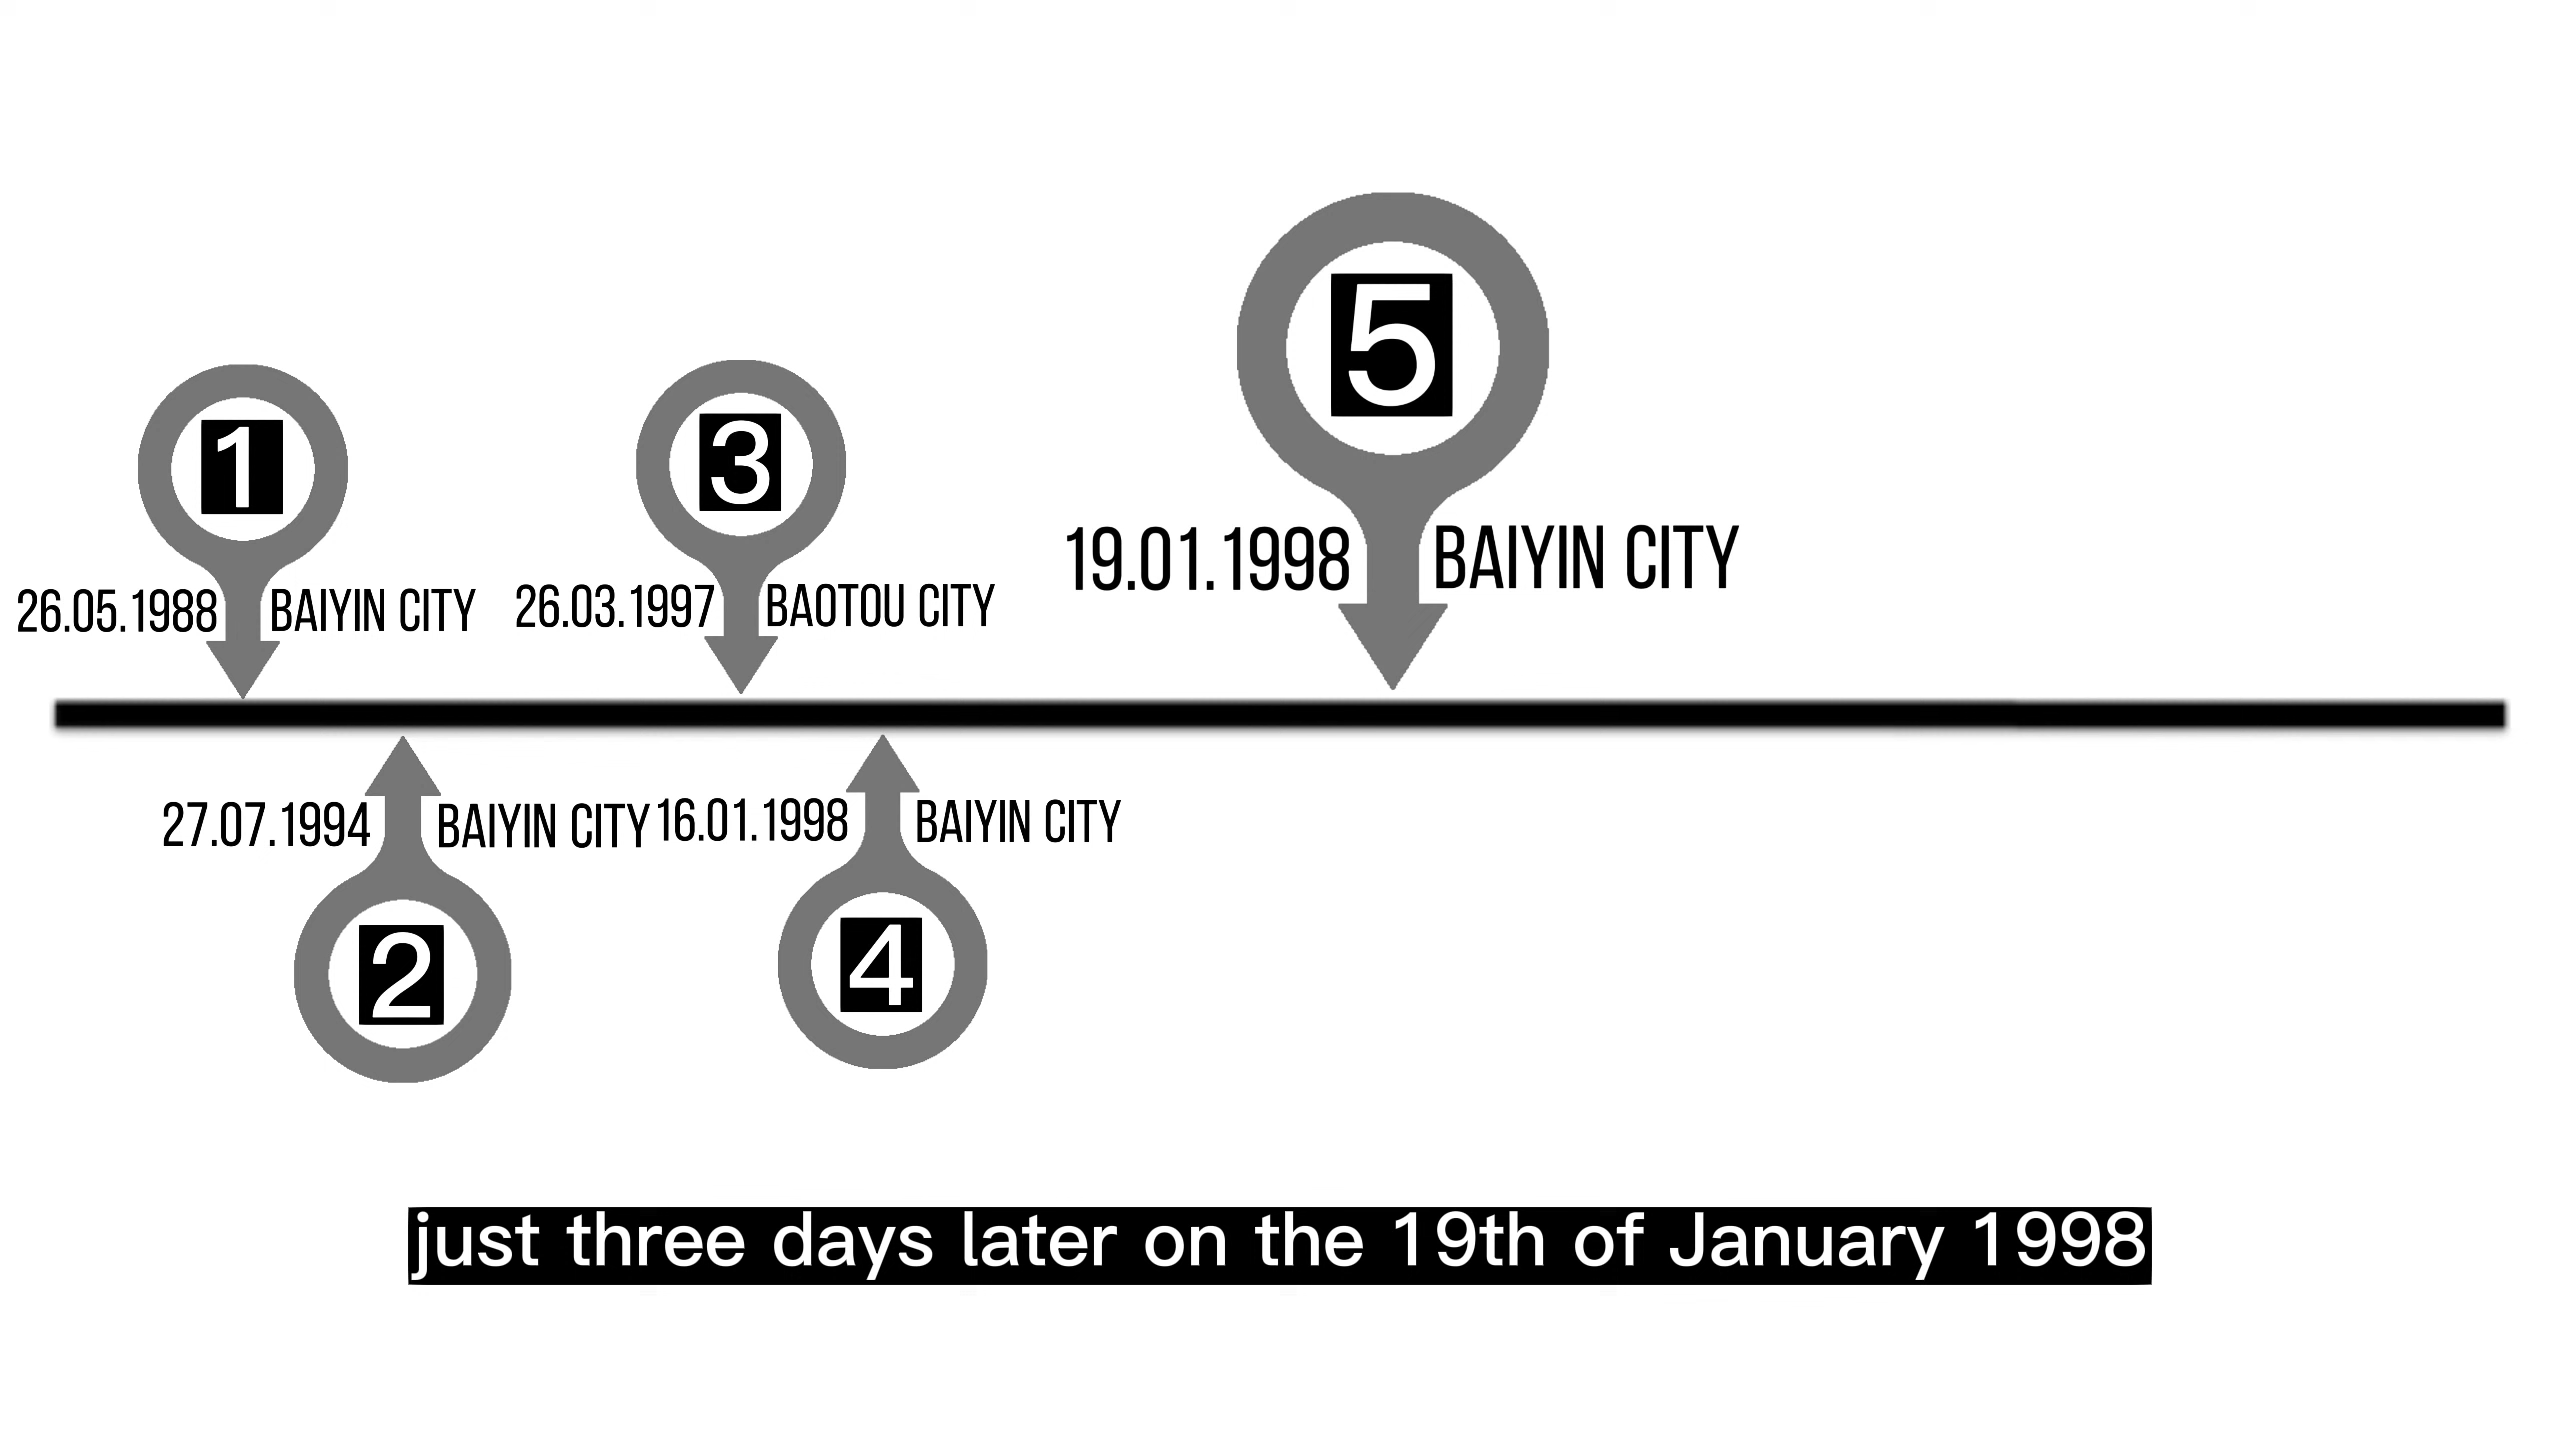 5
1
3
19.01.1998 BAIYIN CITY
26.05.1988 BAIYIN CITY
26.03.1997 BAOTOU CITY
27.07.1994 BAIYIN CITY
16.01.1998 BAIYIN CITY
2
4
just three days later on the 19th of January 1998